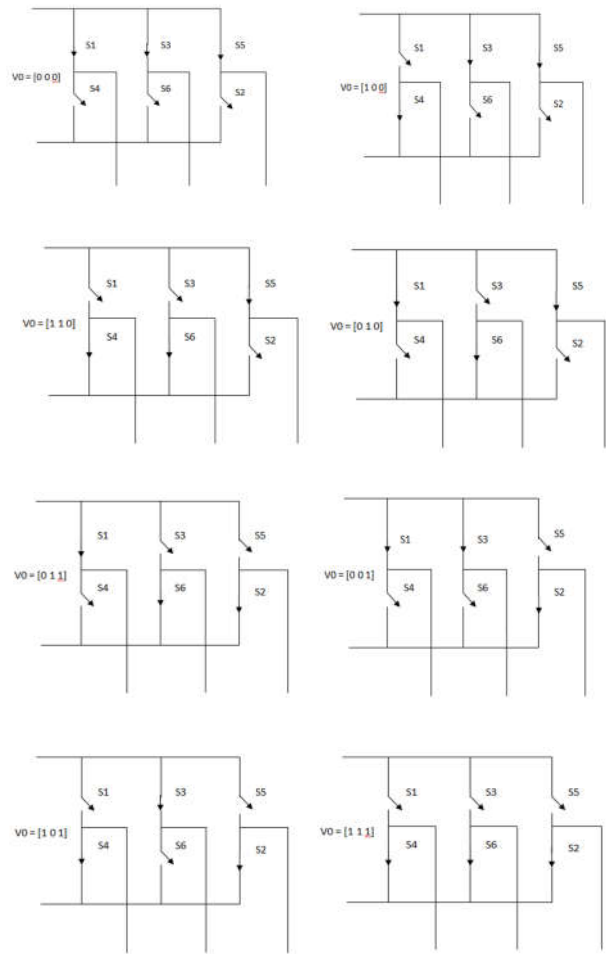 S1 S3 S5
V0 = [0 0 0]
S4 S6 S2
S1 S3 S5
V0 = [1 0 0]
S4 S6 S2
S1 S3 S5
V0 = [1 1 0]
S4 S6 S2
S1 S3 S5
V0 = [0 1 0]
S4 S6 S2
S1 S3 S5
V0 = [0 1 1]
S4 S6 S2
S1 S3 S5
V0 = [0 0 1]
S4 S6 S2
S1 S3 S5
V0 = [1 0 1]
S4 S6 S2
S1 S3 S5
V0 = [1 1 1]
S4 S6 S2